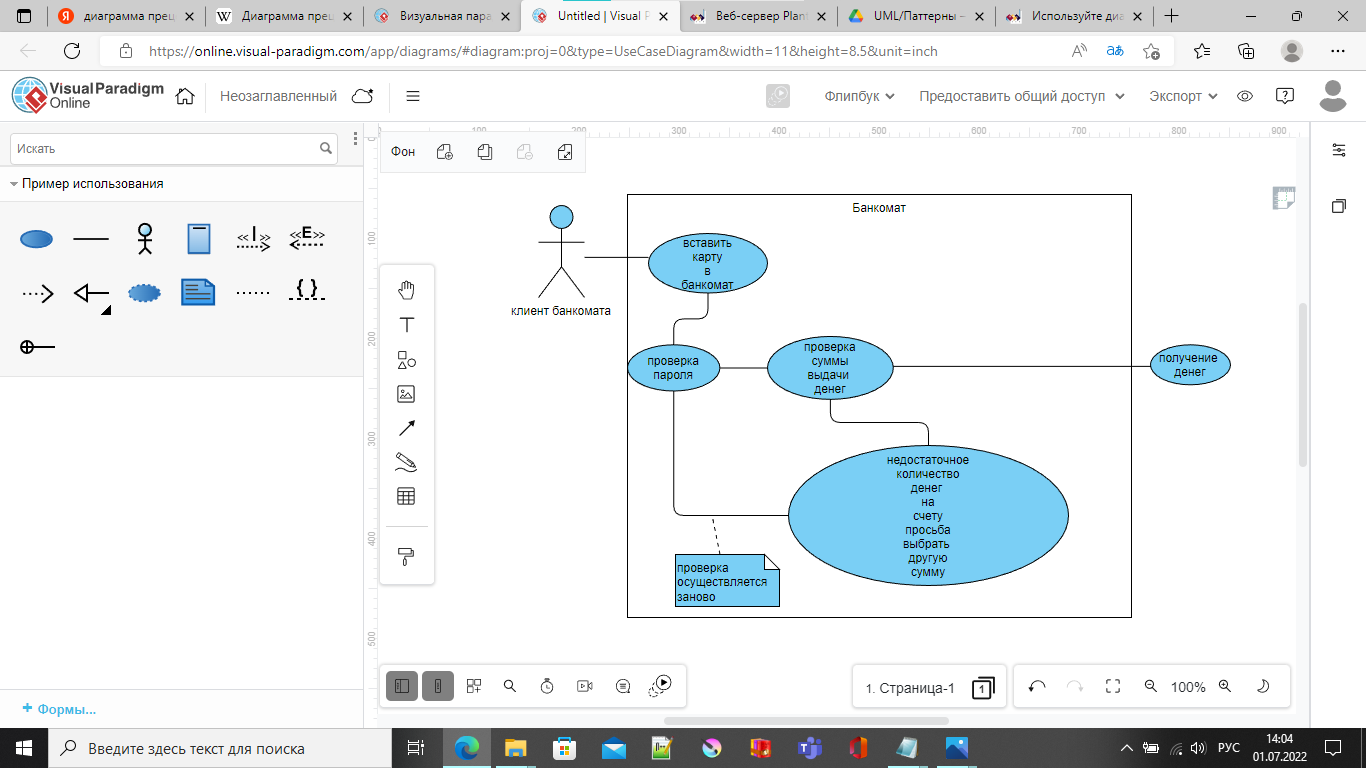 диаграмма прец
Диаграмма прец
Визуальная пара
Untitled | Visual P
Веб-сервер Plant
UML/Паттерны –
Используйте диа
https://online.visual-paradigm.com/app/diagrams/#diagram:proj=0&type=UseCaseDiagram&width=11&height=8.5&unit=inch
VisualParadigm
Online
Неозаглавленный
Флипбук
Предоставить общий доступ
Экспорт
Искать
Пример использования
<<I>>
<<E>>
{ }
Формы...
Фон
100
200
300
400
500
600
700
800
900
0
100
200
300
400
500
Банкомат
клиент банкомата
вставить
карту
в
банкомат
проверка
пароля
проверка
суммы
выдачи
денег
получение
денег
недостаточное
количество
денег
на
счету
просьба
выбрать
другую
сумму
проверка
осуществляется
заново
1. Страница-1
1
100%
Введите здесь текст для поиска
РУС
14:04
01.07.2022